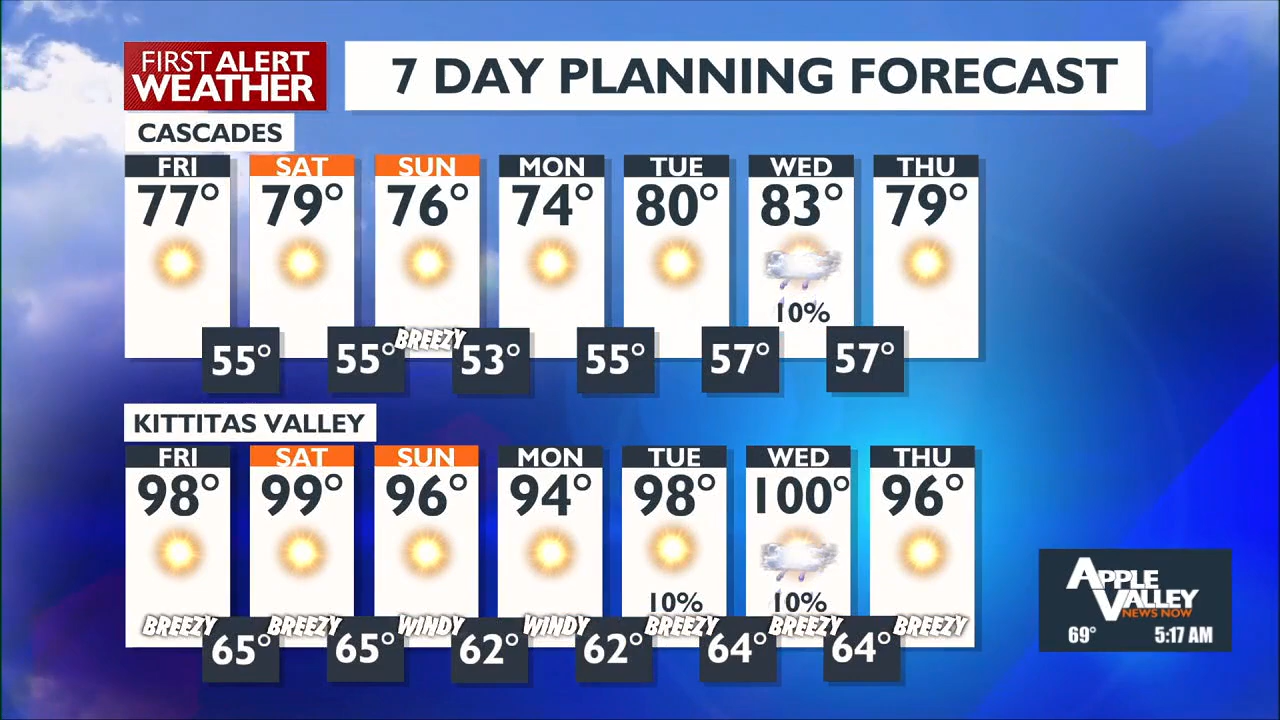 FIRST ALERT
WEATHER
7 DAY PLANNING FORECAST
CASCADES
FRI SAT SUN MON TUE WED THU
77° 79° 76° 74° 80° 83° 79°
10%
BREEZY
55° 55° 53° 55° 57° 57°
KITTITAS VALLEY
FRI SAT SUN MON TUE WED THU
98° 99° 96° 94° 98° 100° 96°
10% 10%
BREEZY BREEZY WINDY WINDY BREEZY BREEZY BREEZY
65° 65° 62° 62° 64° 64°
APPLE
VALLEY
NEWS NOW
69° 5:17 AM